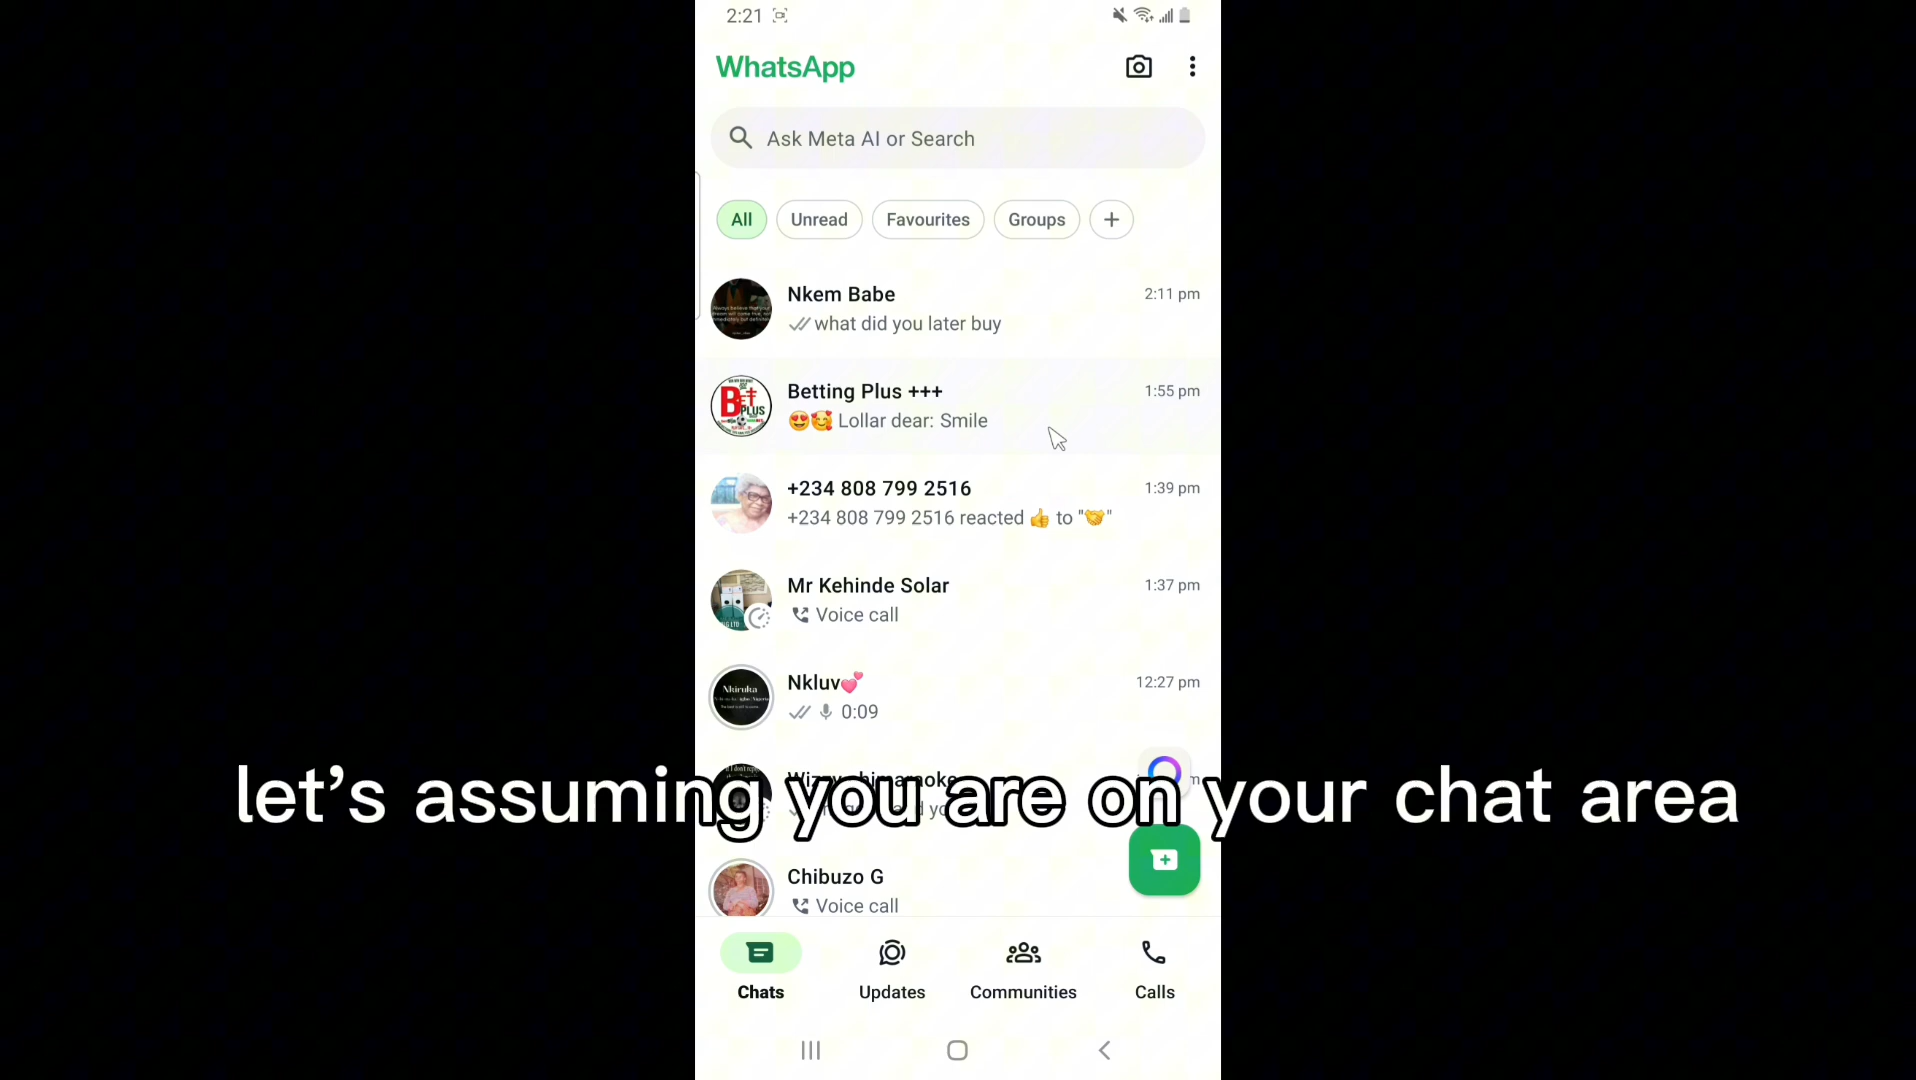 2:21
WhatsApp
Ask Meta AI or Search
All
Unread
Favourites
Groups
Nkem Babe
2:11 pm
what did you later buy
Betting Plus +++
1:55 pm
😍🥰 Lollar dear: Smile
+234 808 799 2516
1:39 pm
+234 808 799 2516 reacted 👍 to "🤝"
Mr Kehinde Solar
1:37 pm
Voice call
Nkluv💕
12:27 pm
0:09
let's assuming you are on your chat area
Chibuzo G
Voice call
Chats
Updates
Communities
Calls